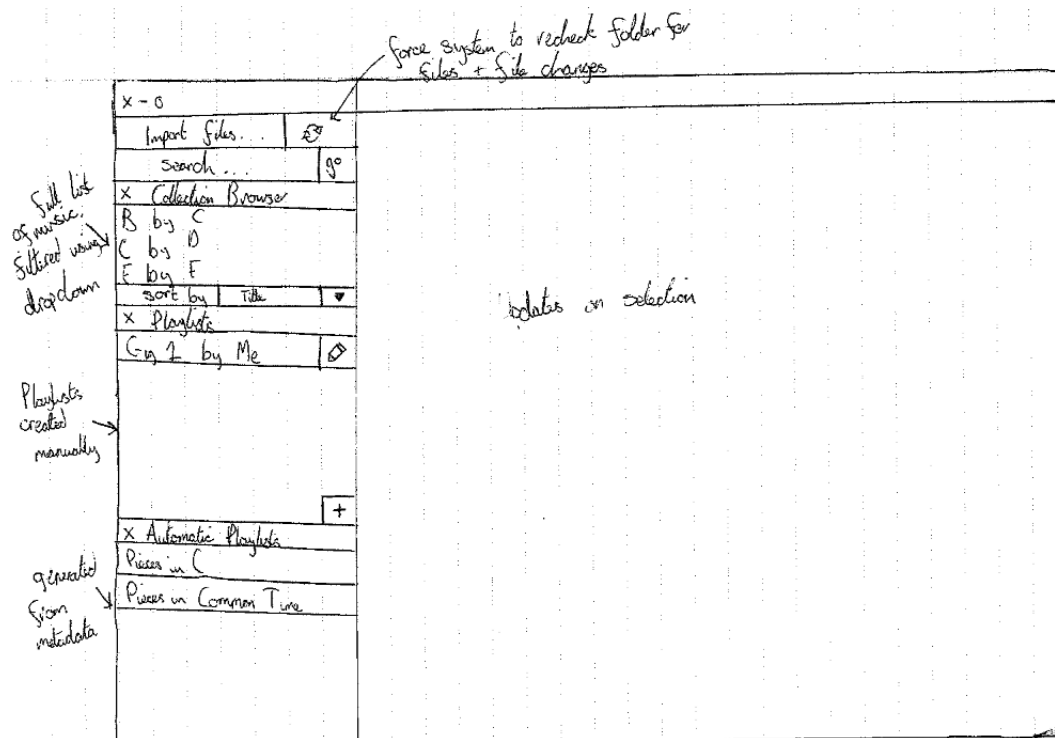 force system to recheck folder for
files + file changes
x - o
Import files...
Search...
go
x Collection Browser
full list
of music.
filtered using
dropdown
B by C
C by D
E by F
sort by Title
x Playlists
Gig 1 by Me
Playlists
created
manually
+
x Automatic Playlists
Pieces in C
Pieces in Common Time
generated
from
metadata
on selection